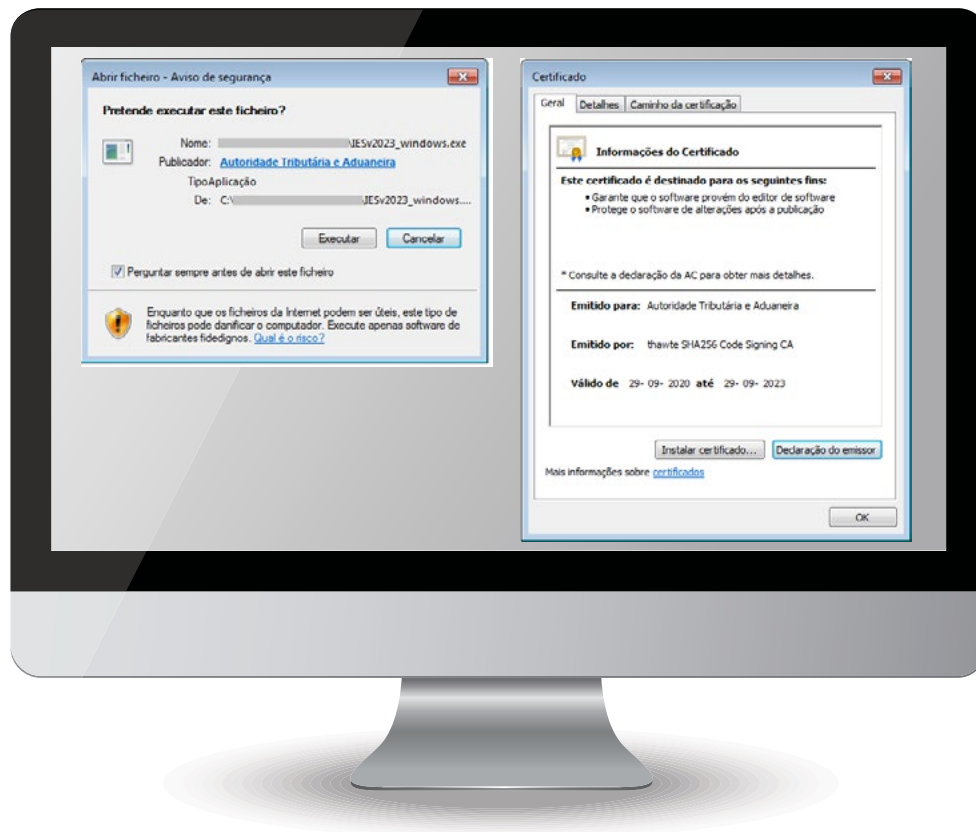 Abrir ficheiro - Aviso de segurança
Pretende executar este ficheiro?
Nome: \IESv2023_windows.exe
Publicador: Autoridade Tributária e Aduaneira
TipoAplicação
De: C:\ \IESv2023_windows....
Executar Cancelar
Perguntar sempre antes de abrir este ficheiro
Enquanto que os ficheiros da Internet podem ser úteis, este tipo de
ficheiros pode danificar o computador. Execute apenas software de
fabricantes fidedignos. Qual é o risco?
Certificado
Geral Detalhes Caminho da certificação
Informações do Certificado
Este certificado é destinado para os seguintes fins:
• Garante que o software provém do editor de software
• Protege o software de alterações após a publicação
* Consulte a declaração da AC para obter mais detalhes.
Emitido para: Autoridade Tributária e Aduaneira
Emitido por: thawte SHA256 Code Signing CA
Válido de 29- 09- 2020 até 29- 09- 2023
Instalar certificado... Declaração do emissor
Mais informações sobre certificados
OK